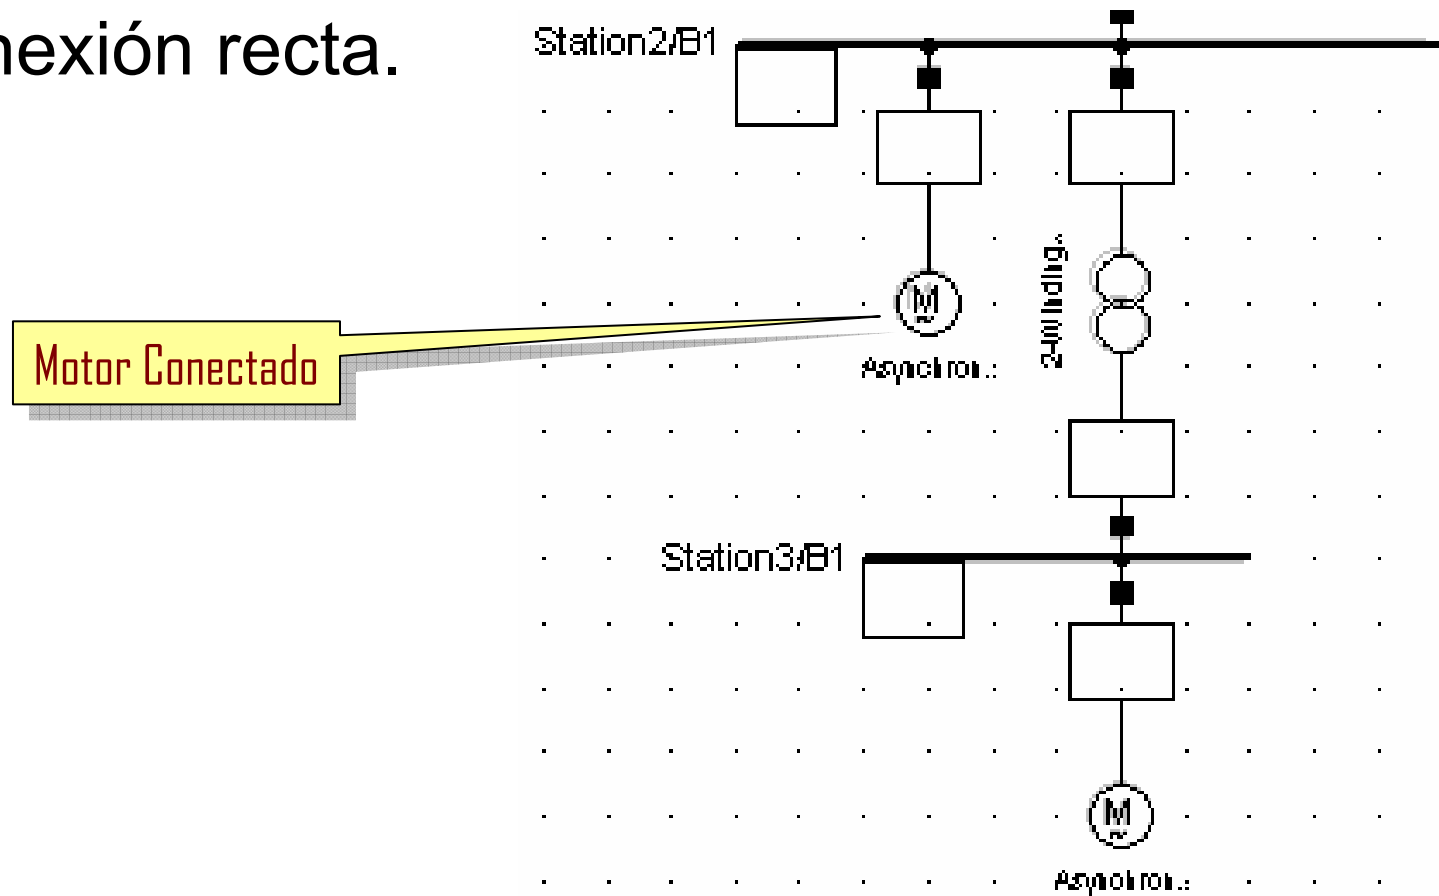 nexión recta.
Station2/B1
Motor Conectado
2-Winding..
Asynchron..
Station3/B1
Asynchron..